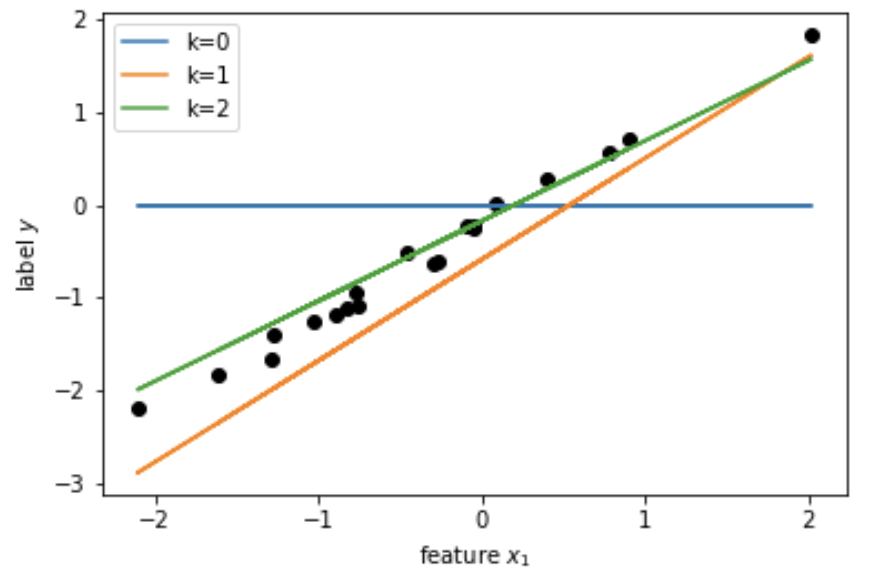 k=0
k=1
k=2
2
1
0
−1
−2
−3
label y
−2 −1 0 1 2
feature x₁